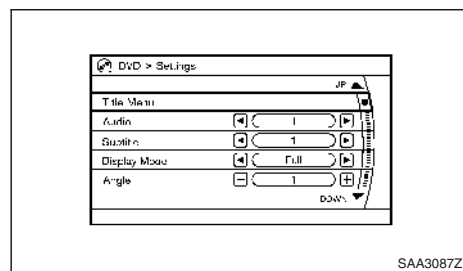 DVD > Settings
UP
Title Menu
Audio 1
Subtitle 1
Display Mode Full
Angle 1
DOWN
SAA3087Z